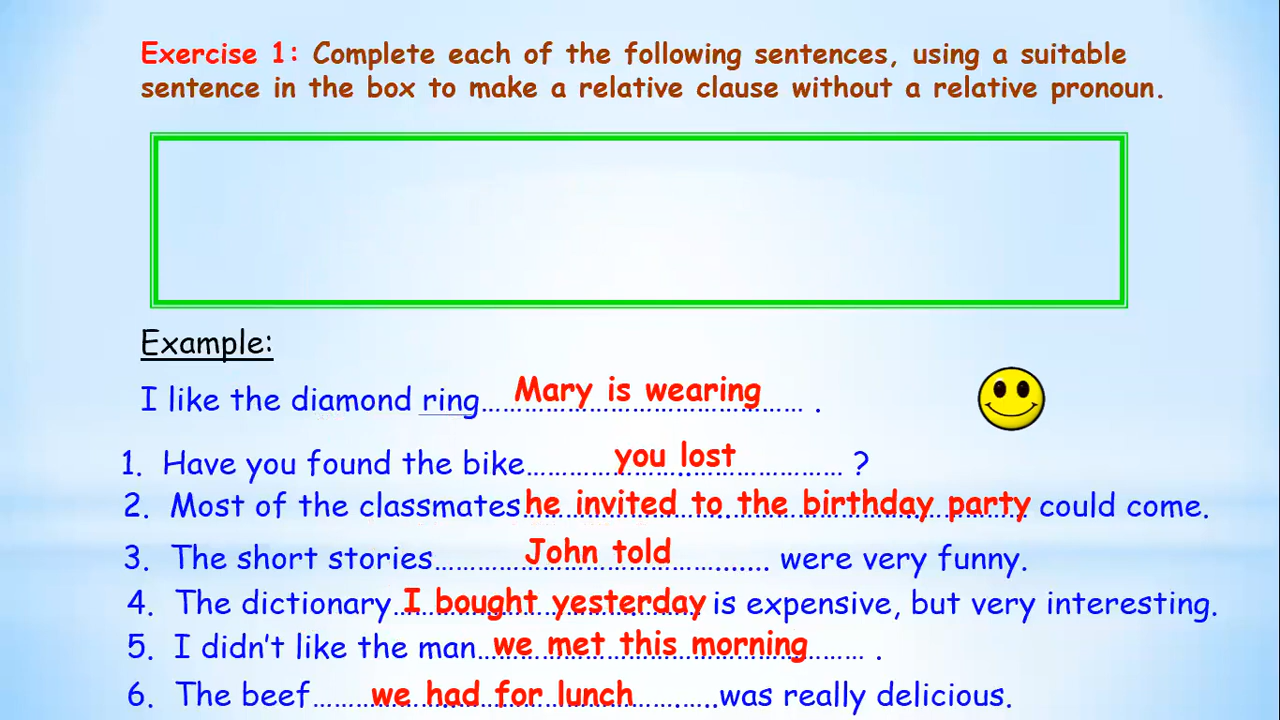 Exercise 1: Complete each of the following sentences, using a suitable
sentence in the box to make a relative clause without a relative pronoun.
Example:
I like the diamond ring……Mary is wearing…… .
1. Have you found the bike……you lost…… ?
2. Most of the classmates he invited to the birthday party could come.
3. The short stories……John told……. were very funny.
4. The dictionary…I bought yesterday is expensive, but very interesting.
5. I didn't like the man…we met this morning…… .
6. The beef……we had for lunch……..was really delicious.